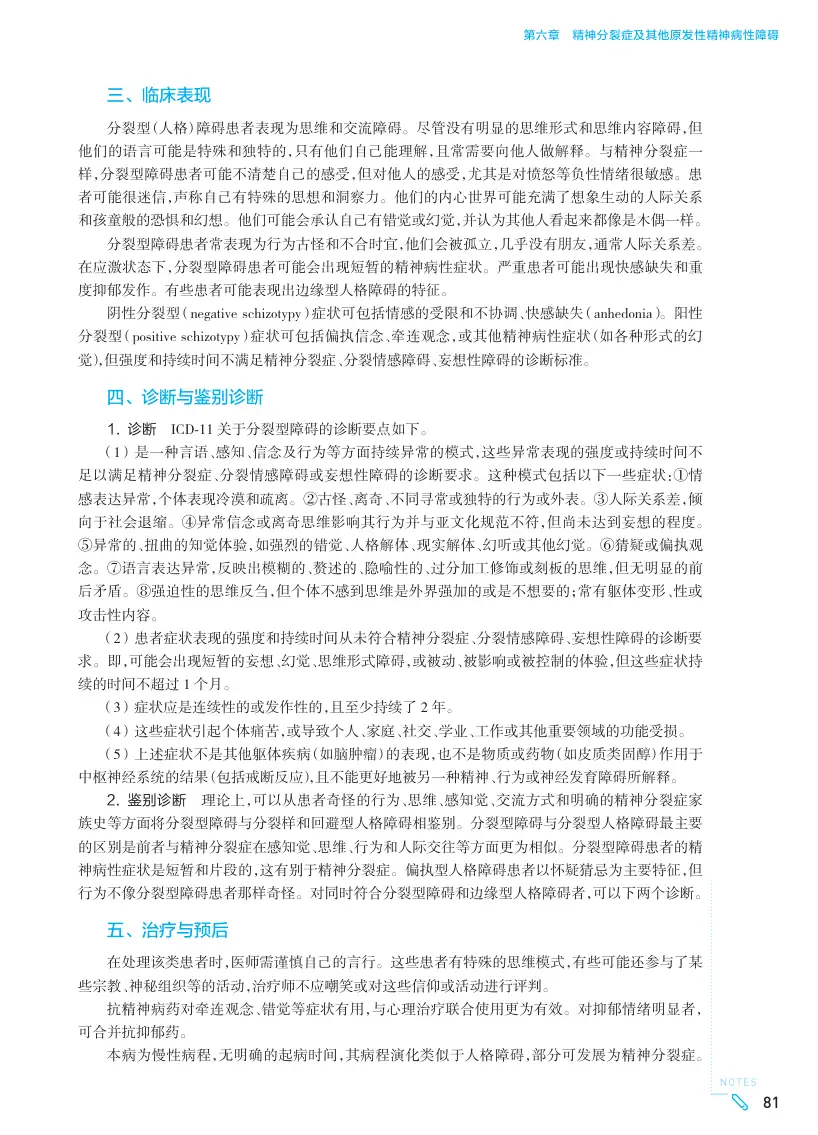 第六章　精神分裂症及其他原发性精神病性障碍
三、临床表现
分裂型（人格）障碍患者表现为思维和交流障碍。尽管没有明显的思维形式和思维内容障碍，但
他们的语言可能是特殊和独特的，只有他们自己能理解，且常需要向他人做解释。与精神分裂症一
样，分裂型障碍患者可能不清楚自己的感受，但对他人的感受，尤其是对愤怒等负性情绪很敏感。患
者可能很迷信，声称自己有特殊的思想和洞察力。他们的内心世界可能充满了想象生动的人际关系
和孩童般的恐惧和幻想。他们可能会承认自己有错觉或幻觉，并认为其他人看起来都像是木偶一样。
分裂型障碍患者常表现为行为古怪和不合时宜，他们会被孤立，几乎没有朋友，通常人际关系差。
在应激状态下，分裂型障碍患者可能会出现短暂的精神病性症状。严重患者可能出现快感缺失和重
度抑郁发作。有些患者可能表现出边缘型人格障碍的特征。
阴性分裂型（negative schizotypy）症状可包括情感的受限和不协调、快感缺失（anhedonia）。阳性
分裂型（positive schizotypy）症状可包括偏执信念、牵连观念，或其他精神病性症状（如各种形式的幻
觉），但强度和持续时间不满足精神分裂症、分裂情感障碍、妄想性障碍的诊断标准。
四、诊断与鉴别诊断
1. 诊断　ICD-11 关于分裂型障碍的诊断要点如下。
（1）是一种言语、感知、信念及行为等方面持续异常的模式，这些异常表现的强度或持续时间不
足以满足精神分裂症、分裂情感障碍或妄想性障碍的诊断要求。这种模式包括以下一些症状：①情
感表达异常，个体表现冷漠和疏离。②古怪、离奇、不同寻常或独特的行为或外表。③人际关系差，倾
向于社会退缩。④异常信念或离奇思维影响其行为并与亚文化规范不符，但尚未达到妄想的程度。
⑤异常的、扭曲的知觉体验，如强烈的错觉、人格解体、现实解体、幻听或其他幻觉。⑥猜疑或偏执观
念。⑦语言表达异常，反映出模糊的、赘述的、隐喻性的、过分加工修饰或刻板的思维，但无明显的前
后矛盾。⑧强迫性的思维反刍，但个体不感到思维是外界强加的或是不想要的；常有躯体变形、性或
攻击性内容。
（2）患者症状表现的强度和持续时间从未符合精神分裂症、分裂情感障碍、妄想性障碍的诊断要
求。即，可能会出现短暂的妄想、幻觉、思维形式障碍，或被动、被影响或被控制的体验，但这些症状持
续的时间不超过 1 个月。
（3）症状应是连续性的或发作性的，且至少持续了 2 年。
（4）这些症状引起个体痛苦，或导致个人、家庭、社交、学业、工作或其他重要领域的功能受损。
（5）上述症状不是其他躯体疾病（如脑肿瘤）的表现，也不是物质或药物（如皮质类固醇）作用于
中枢神经系统的结果（包括戒断反应），且不能更好地被另一种精神、行为或神经发育障碍所解释。
2. 鉴别诊断　理论上，可以从患者奇怪的行为、思维、感知觉、交流方式和明确的精神分裂症家
族史等方面将分裂型障碍与分裂样和回避型人格障碍相鉴别。分裂型障碍与分裂型人格障碍最主要
的区别是前者与精神分裂症在感知觉、思维、行为和人际交往等方面更为相似。分裂型障碍患者的精
神病性症状是短暂和片段的，这有别于精神分裂症。偏执型人格障碍患者以怀疑猜忌为主要特征，但
行为不像分裂型障碍患者那样奇怪。对同时符合分裂型障碍和边缘型人格障碍者，可以下两个诊断。
五、治疗与预后
在处理该类患者时，医师需谨慎自己的言行。这些患者有特殊的思维模式，有些可能还参与了某
些宗教、神秘组织等的活动，治疗师不应嘲笑或对这些信仰或活动进行评判。
抗精神病药对牵连观念、错觉等症状有用，与心理治疗联合使用更为有效。对抑郁情绪明显者，
可合并抗抑郁药。
本病为慢性病程，无明确的起病时间，其病程演化类似于人格障碍，部分可发展为精神分裂症。
NOTES
81